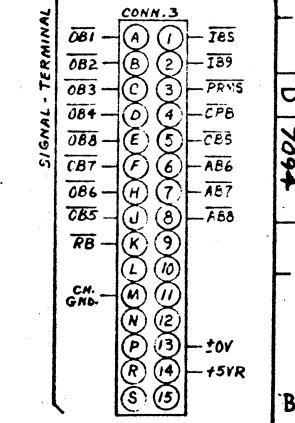 CONN.3
SIGNAL - TERMINAL
OB1 A 1 IB5
OB2 B 2 IB9
OB3 C 3 PRMS
OB4 D 4 CPB
OB8 E 5 CB5
CB7 F 6 AB6
OB6 H 7 AB7
OB5 J 8 AB8
RB K 9
L 10
CH. GND. M 11
N 12
P 13 ±0V
R 14 +5VR
S 15
D 7094
B